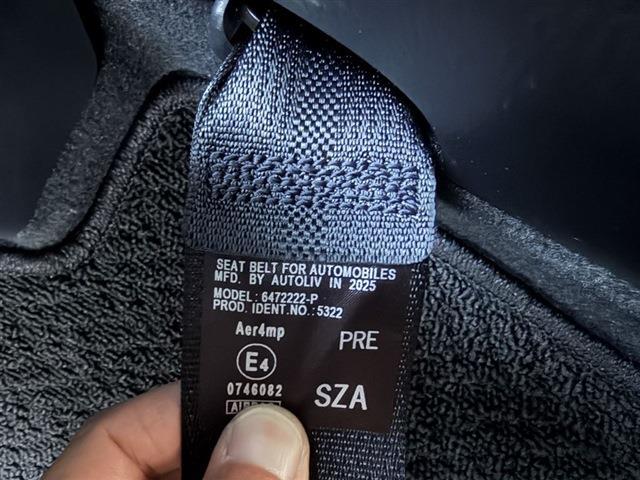 SEAT BELT FOR AUTOMOBILES
MFD. BY AUTOLIV IN 2025
MODEL: 6472222-P
PROD. IDENT.NO.: 5322
Aer4mp
PRE
E4
0746082
SZA